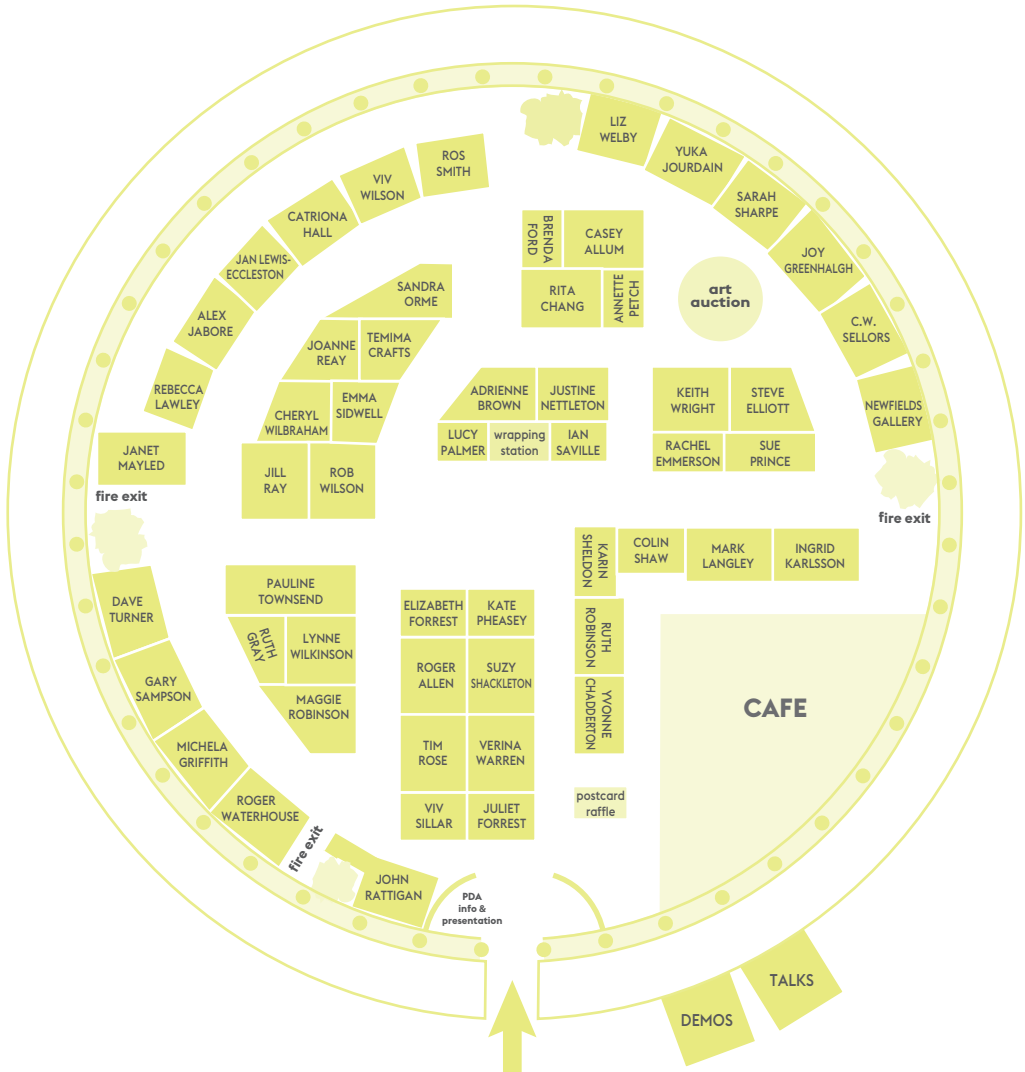 LIZ
WELBY
YUKA
JOURDAIN
SARAH
SHARPE
JOY
GREENHALGH
C.W.
SELLORS
NEWFIELDS
GALLERY
fire exit
ROS
SMITH
VIV
WILSON
CATRIONA
HALL
JAN LEWIS-
ECCLESTON
ALEX
JABORE
REBECCA
LAWLEY
JANET
MAYLED
fire exit
BRENDA
FORD
CASEY
ALLUM
RITA
CHANG
ANNETTE
PETCH
art
auction
SANDRA
ORME
JOANNE
REAY
TEMIMA
CRAFTS
CHERYL
WILBRAHAM
EMMA
SIDWELL
JILL
RAY
ROB
WILSON
ADRIENNE
BROWN
JUSTINE
NETTLETON
LUCY
PALMER
wrapping
station
IAN
SAVILLE
KEITH
WRIGHT
STEVE
ELLIOTT
RACHEL
EMMERSON
SUE
PRINCE
KARIN
SHELDON
COLIN
SHAW
MARK
LANGLEY
INGRID
KARLSSON
RUTH
ROBINSON
YVONNE
CHADDERTON
postcard
raffle
CAFE
DAVE
TURNER
GARY
SAMPSON
MICHELA
GRIFFITH
ROGER
WATERHOUSE
fire exit
JOHN
RATTIGAN
PAULINE
TOWNSEND
RUTH
GRAY
LYNNE
WILKINSON
MAGGIE
ROBINSON
ELIZABETH
FORREST
KATE
PHEASEY
ROGER
ALLEN
SUZY
SHACKLETON
TIM
ROSE
VERINA
WARREN
VIV
SILLAR
JULIET
FORREST
PDA
info &
presentation
TALKS
DEMOS